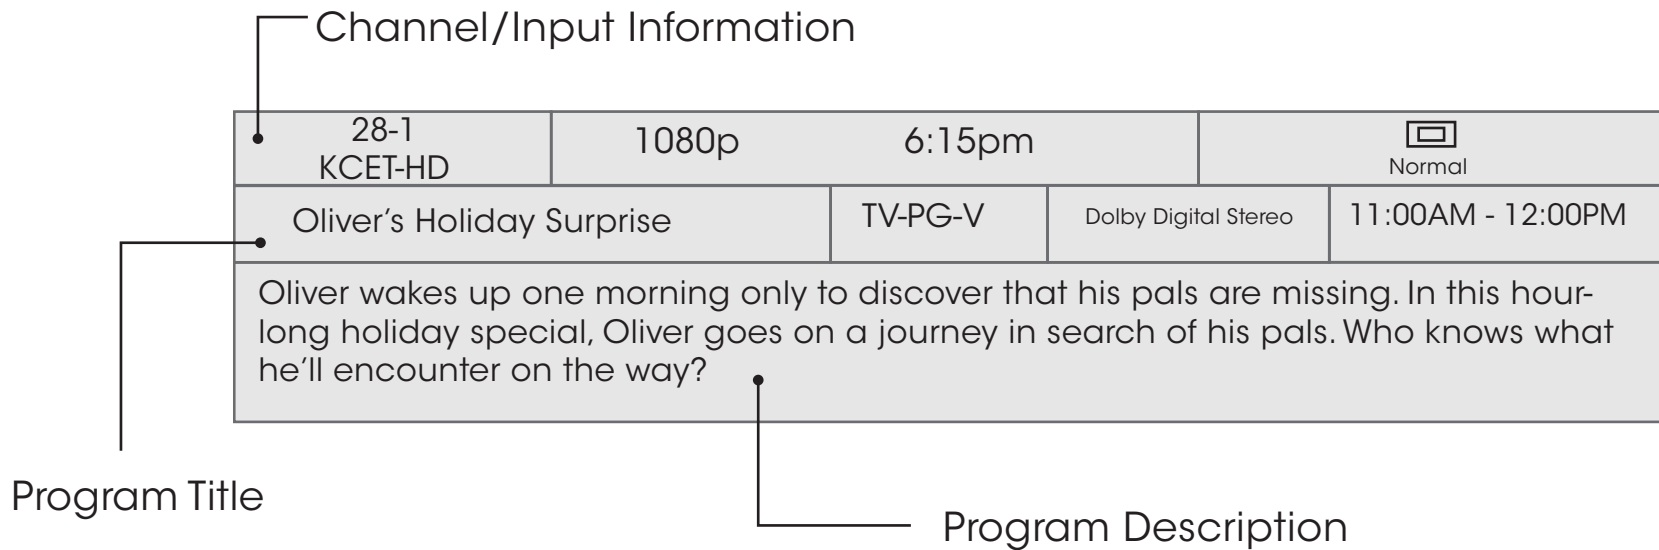 Channel/Input Information
28-1
KCET-HD
1080p
6:15pm
Normal
Oliver's Holiday Surprise
TV-PG-V
Dolby Digital Stereo
11:00AM - 12:00PM
Oliver wakes up one morning only to discover that his pals are missing. In this hour-
long holiday special, Oliver goes on a journey in search of his pals. Who knows what
he'll encounter on the way?
Program Title
Program Description